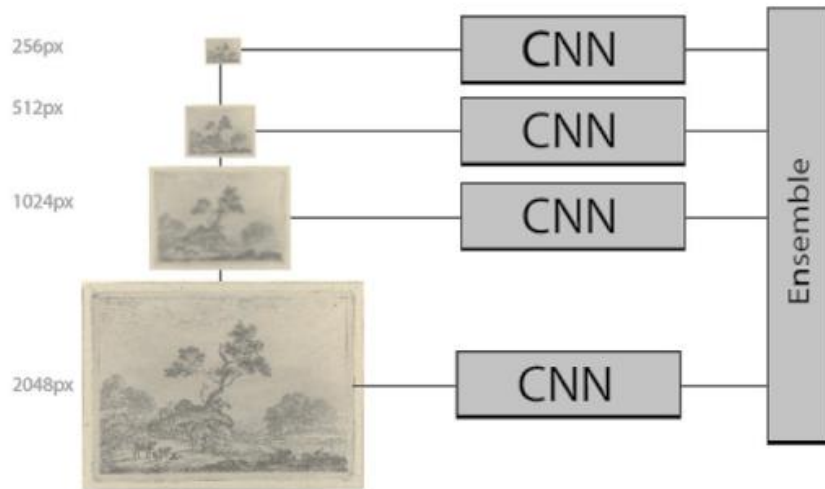 256px
CNN
512px
CNN
1024px
CNN
2048px
CNN
Ensemble